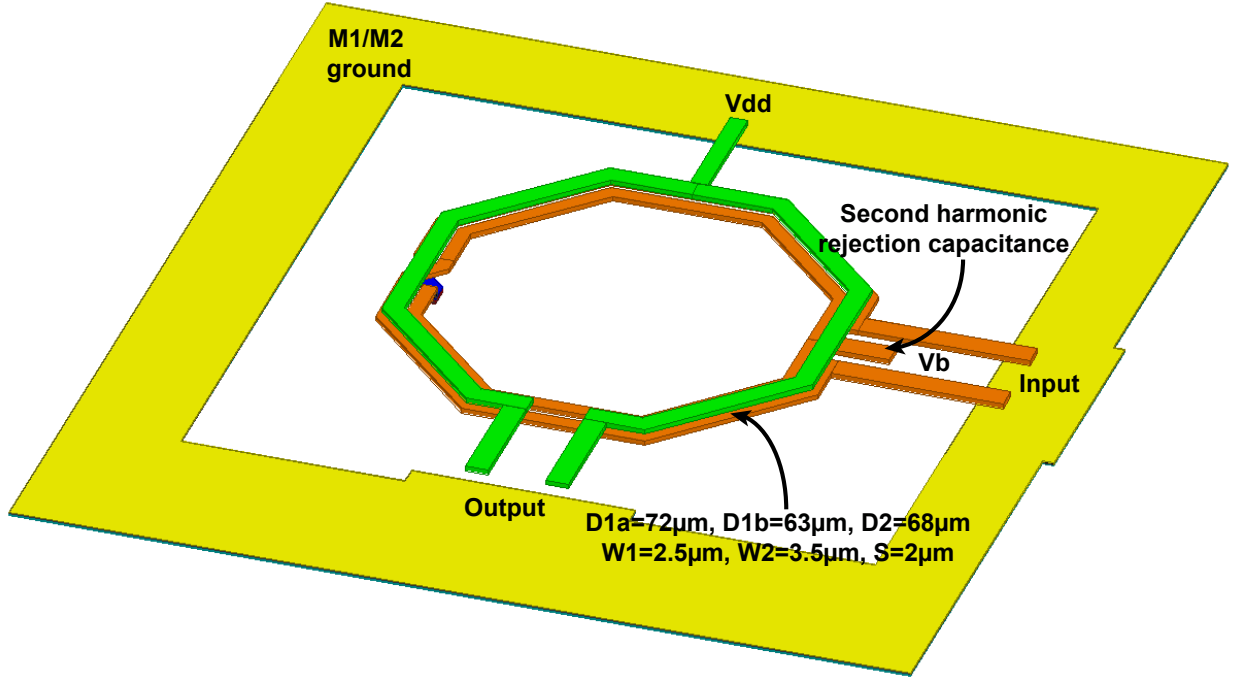 M1/M2
ground
Vdd
Second harmonic
rejection capacitance
Vb
Input
Output
D1a=72µm, D1b=63µm, D2=68µm
W1=2.5µm, W2=3.5µm, S=2µm